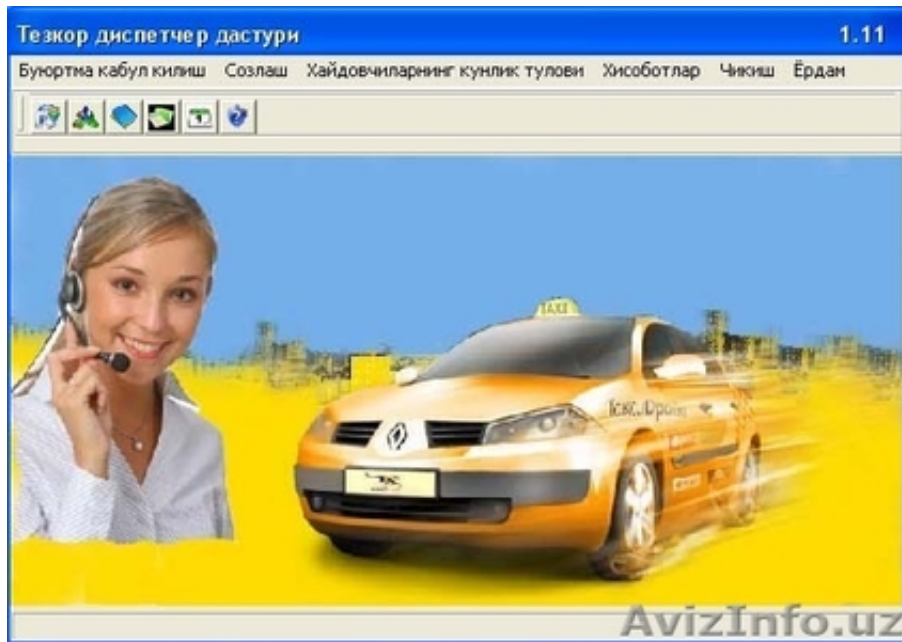 Тезкор диспетчер дастури 1.11
Буюртма кабул килиш Созлаш Хайдовчиларнинг кунлик тулови Хисоботлар Чикиш Ёрдам
TAXI
AvizInfo.uz